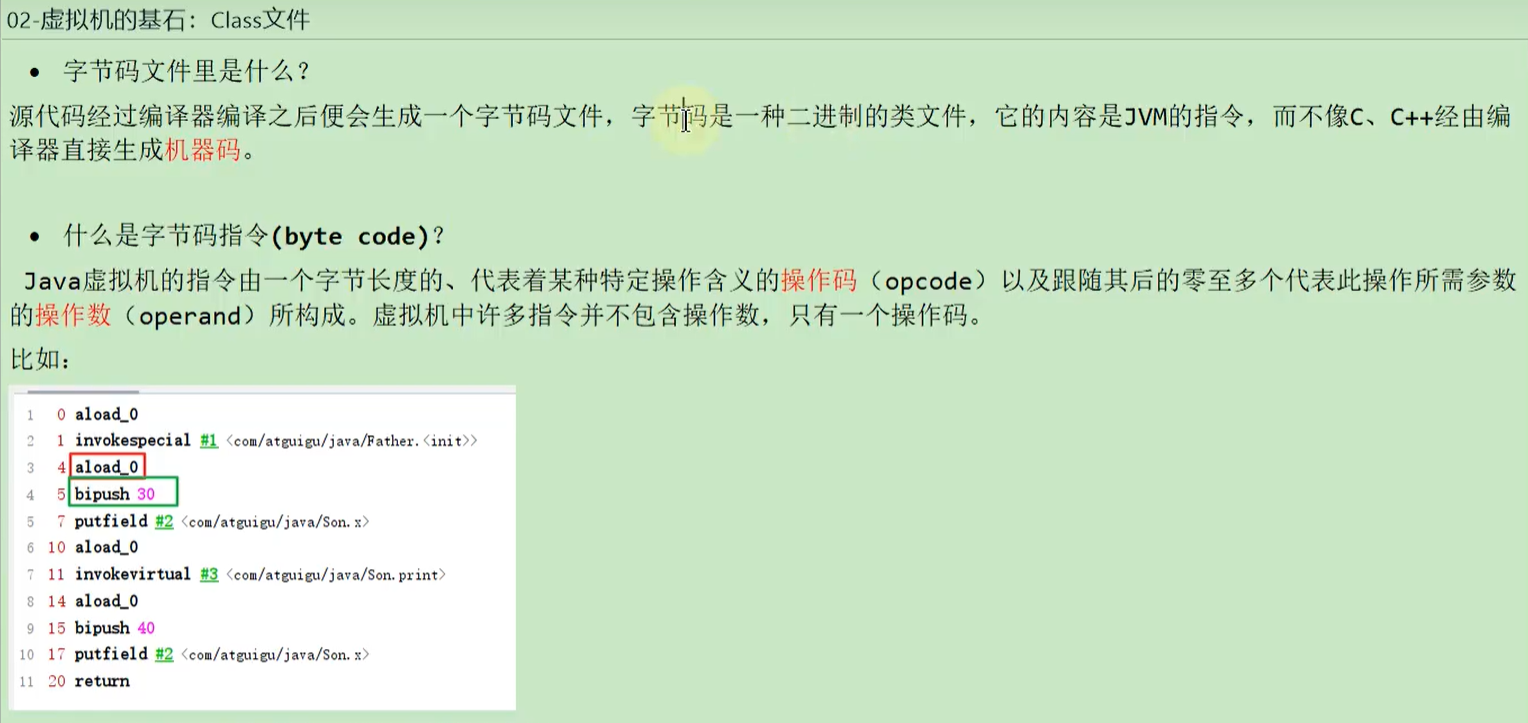 02-虚拟机的基石：Class文件
• 字节码文件里是什么？
源代码经过编译器编译之后便会生成一个字节码文件，字节码是一种二进制的类文件，它的内容是JVM的指令，而不像C、C++经由编
译器直接生成机器码。
• 什么是字节码指令(byte code)？
Java虚拟机的指令由一个字节长度的、代表着某种特定操作含义的操作码（opcode）以及跟随其后的零至多个代表此操作所需参数
的操作数（operand）所构成。虚拟机中许多指令并不包含操作数，只有一个操作码。
比如：
1 0 aload_0
2 1 invokespecial #1 <com/atguigu/java/Father.<init>>
3 4 aload_0
4 5 bipush 30
5 7 putfield #2 <com/atguigu/java/Son.x>
6 10 aload_0
7 11 invokevirtual #3 <com/atguigu/java/Son.print>
8 14 aload_0
9 15 bipush 40
10 17 putfield #2 <com/atguigu/java/Son.x>
11 20 return